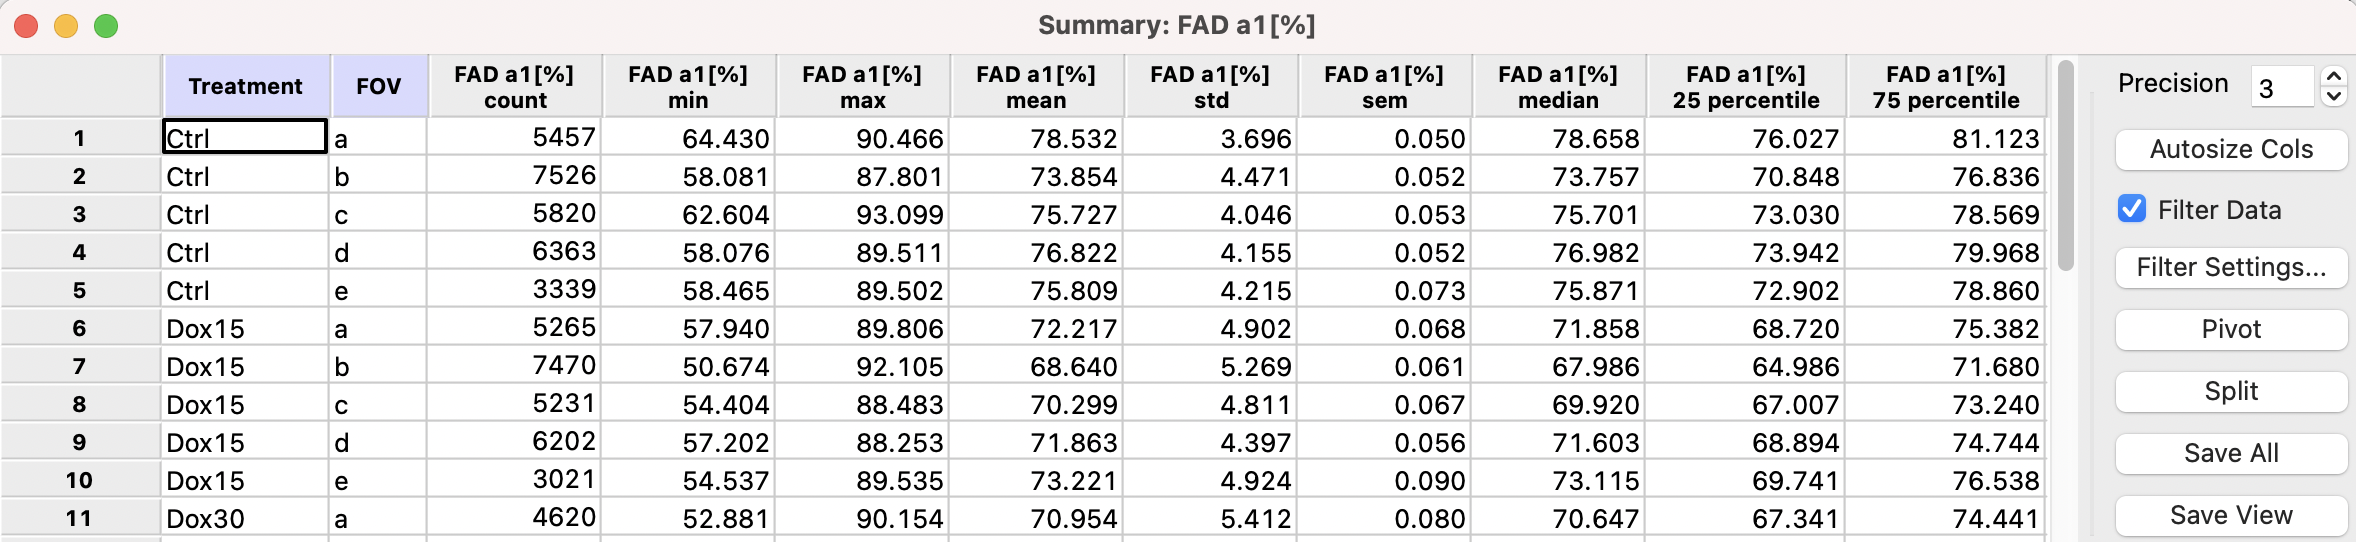 Summary: FAD a1[%]
Treatment FOV FAD a1[%] count FAD a1[%] min FAD a1[%] max FAD a1[%] mean FAD a1[%] std FAD a1[%] sem FAD a1[%] median FAD a1[%] 25 percentile FAD a1[%] 75 percentile
1 Ctrl a 5457 64.430 90.466 78.532 3.696 0.050 78.658 76.027 81.123
2 Ctrl b 7526 58.081 87.801 73.854 4.471 0.052 73.757 70.848 76.836
3 Ctrl c 5820 62.604 93.099 75.727 4.046 0.053 75.701 73.030 78.569
4 Ctrl d 6363 58.076 89.511 76.822 4.155 0.052 76.982 73.942 79.968
5 Ctrl e 3339 58.465 89.502 75.809 4.215 0.073 75.871 72.902 78.860
6 Dox15 a 5265 57.940 89.806 72.217 4.902 0.068 71.858 68.720 75.382
7 Dox15 b 7470 50.674 92.105 68.640 5.269 0.061 67.986 64.986 71.680
8 Dox15 c 5231 54.404 88.483 70.299 4.811 0.067 69.920 67.007 73.240
9 Dox15 d 6202 57.202 88.253 71.863 4.397 0.056 71.603 68.894 74.744
10 Dox15 e 3021 54.537 89.535 73.221 4.924 0.090 73.115 69.741 76.538
11 Dox30 a 4620 52.881 90.154 70.954 5.412 0.080 70.647 67.341 74.441
Precision 3
Autosize Cols
Filter Data
Filter Settings...
Pivot
Split
Save All
Save View